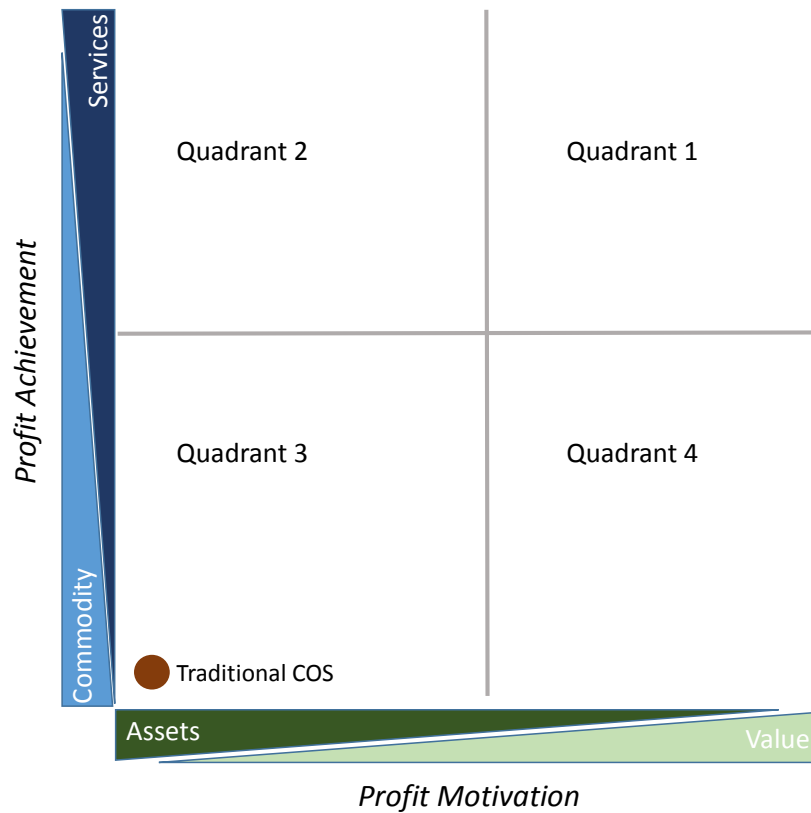 Services
Quadrant 2
Quadrant 1
Profit Achievement
Quadrant 3
Quadrant 4
Commodity
Traditional COS
Assets
Value
Profit Motivation